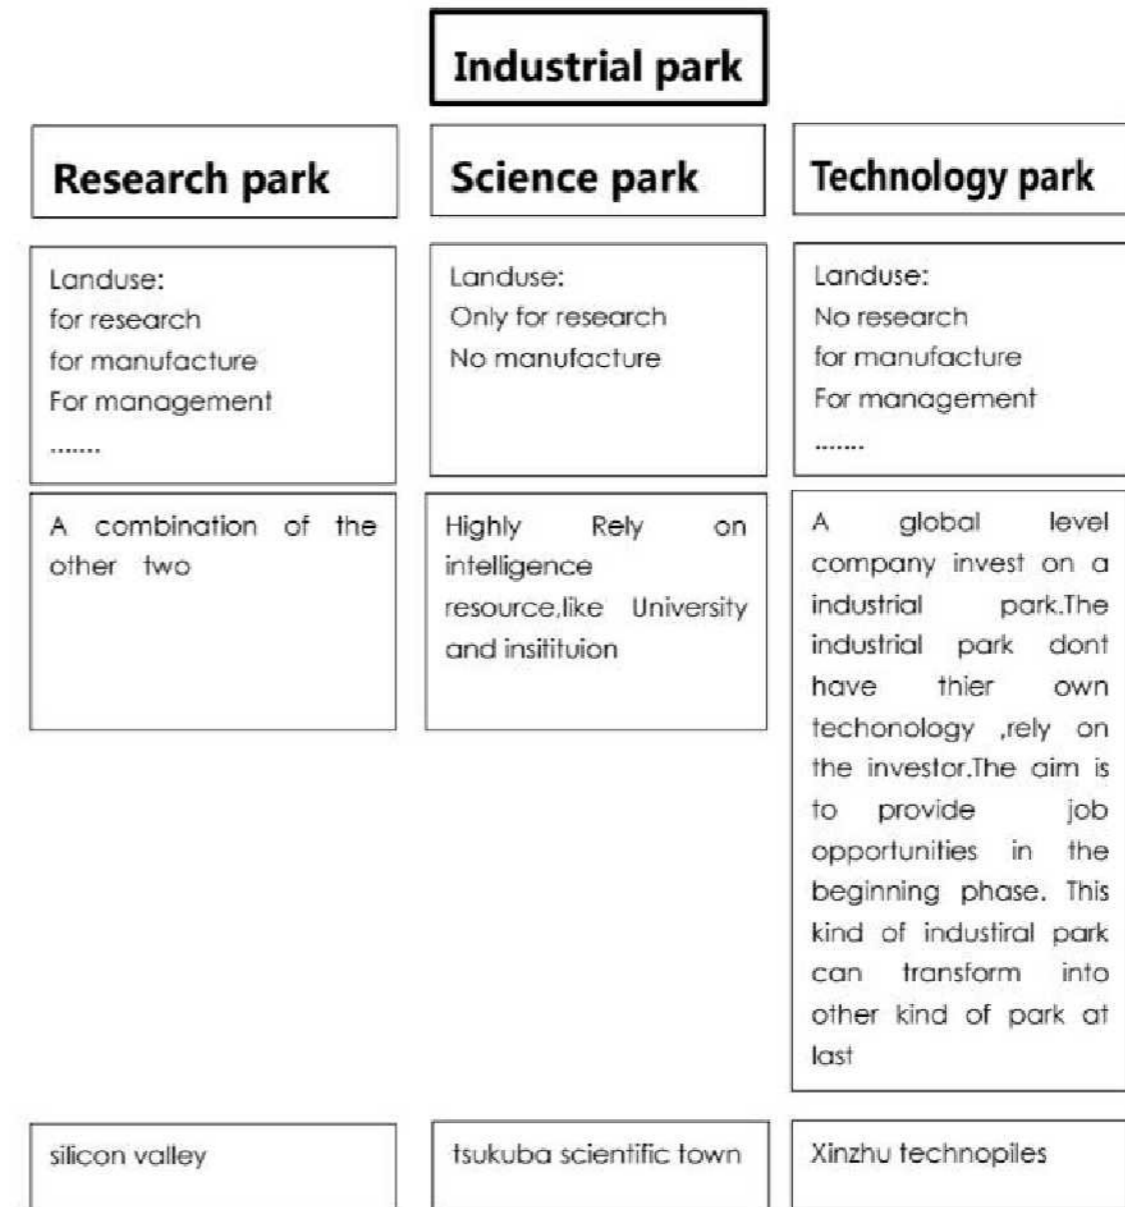 Industrial park
Research park
Science park
Technology park
Landuse:
for research
for manufacture
For management
.......
Landuse:
Only for research
No manufacture
Landuse:
No research
for manufacture
For management
.......
A combination of the
other two
Highly Rely on
intelligence
resource,like University
and insitituion
A global level
company invest on a
industrial park.The
industrial park dont
have thier own
techonology ,rely on
the investor.The aim is
to provide job
opportunities in the
beginning phase. This
kind of industiral park
can transform into
other kind of park at
last
silicon valley
tsukuba scientific town
Xinzhu technopiles